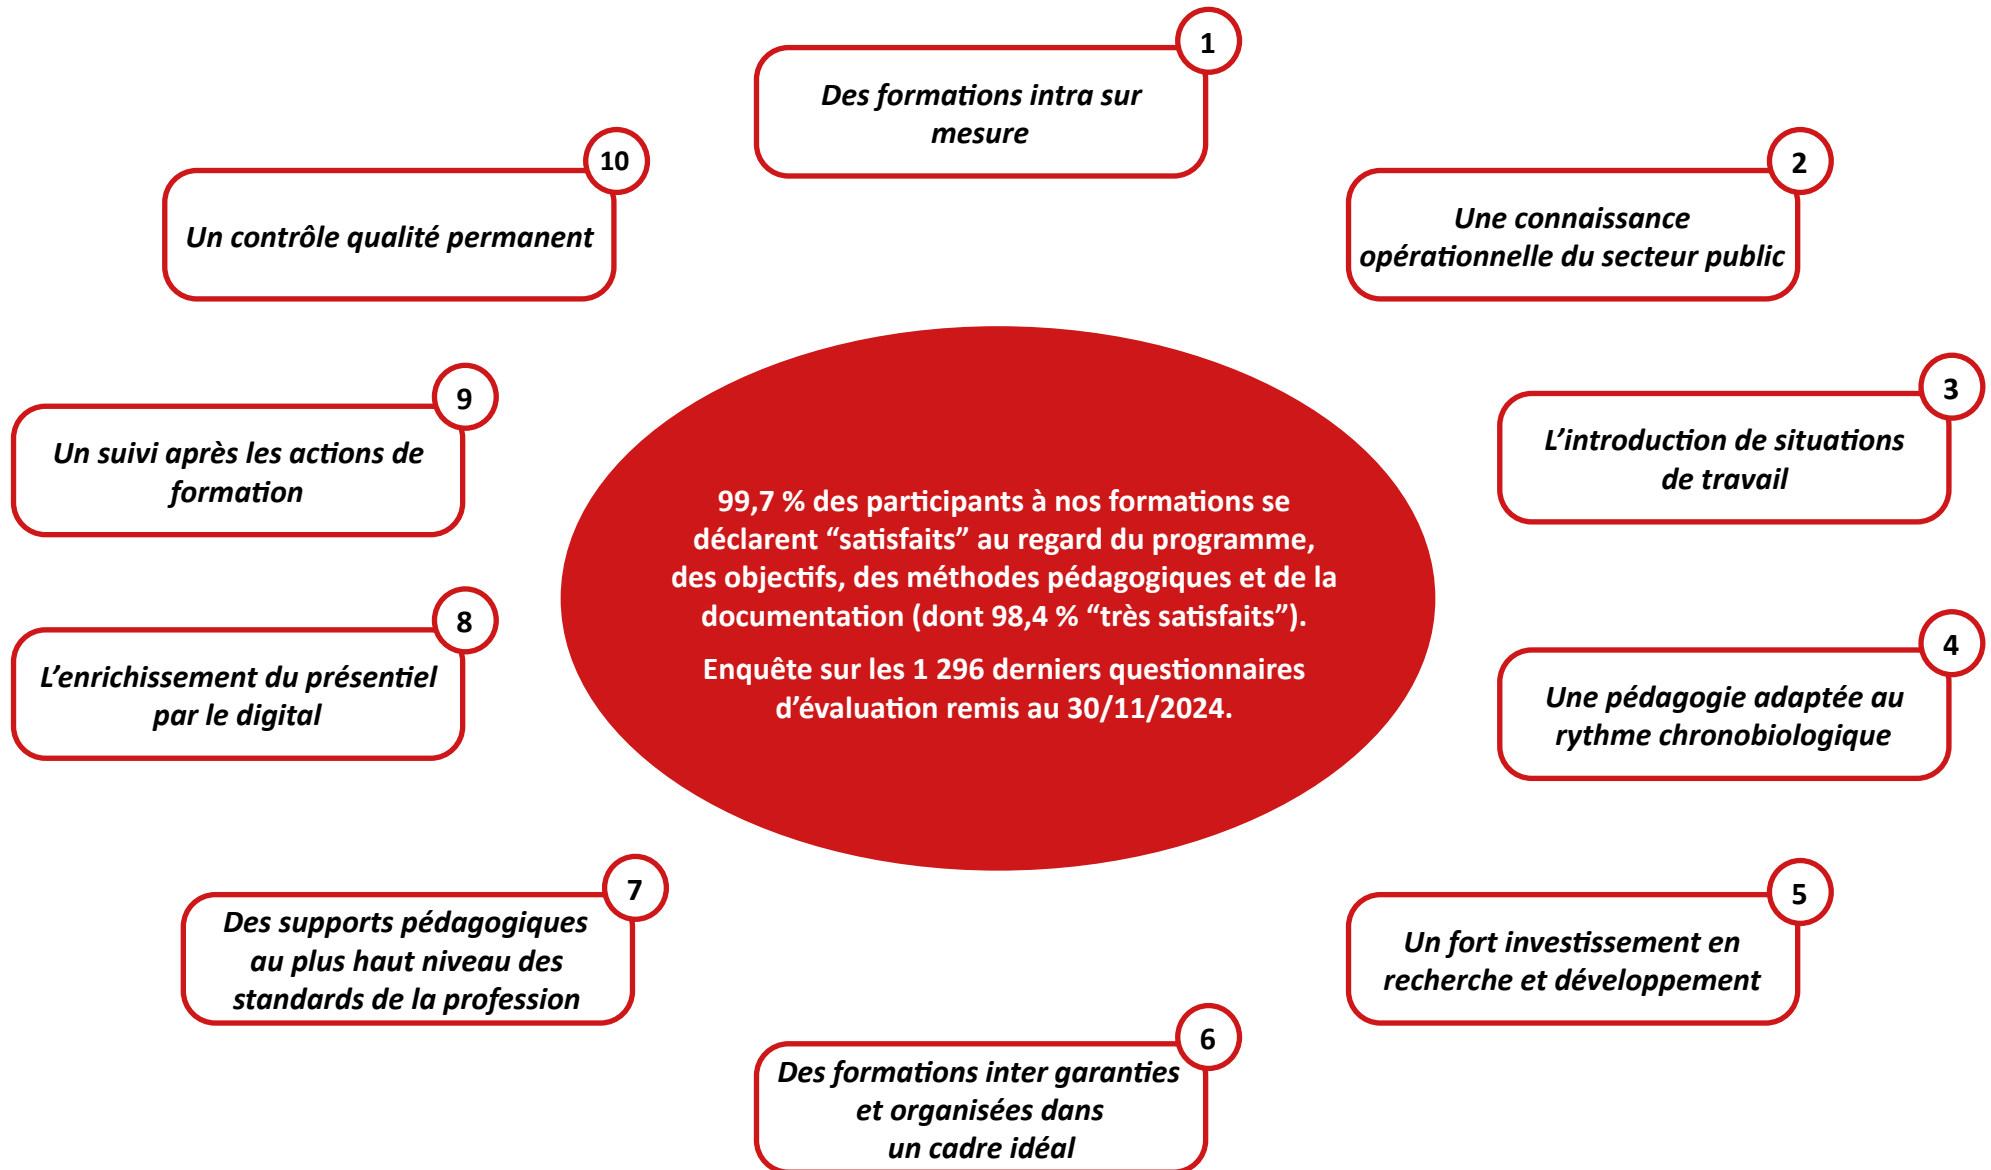 1
Des formations intra sur
mesure
2
Une connaissance
opérationnelle du secteur public
3
L’introduction de situations
de travail
4
Une pédagogie adaptée au
rythme chronobiologique
5
Un fort investissement en
recherche et développement
6
Des formations inter garanties
et organisées dans
un cadre idéal
7
Des supports pédagogiques
au plus haut niveau des
standards de la profession
8
L’enrichissement du présentiel
par le digital
9
Un suivi après les actions de
formation
10
Un contrôle qualité permanent
99,7 % des participants à nos formations se
déclarent “satisfaits” au regard du programme,
des objectifs, des méthodes pédagogiques et de la
documentation (dont 98,4 % “très satisfaits”).
Enquête sur les 1 296 derniers questionnaires
d’évaluation remis au 30/11/2024.